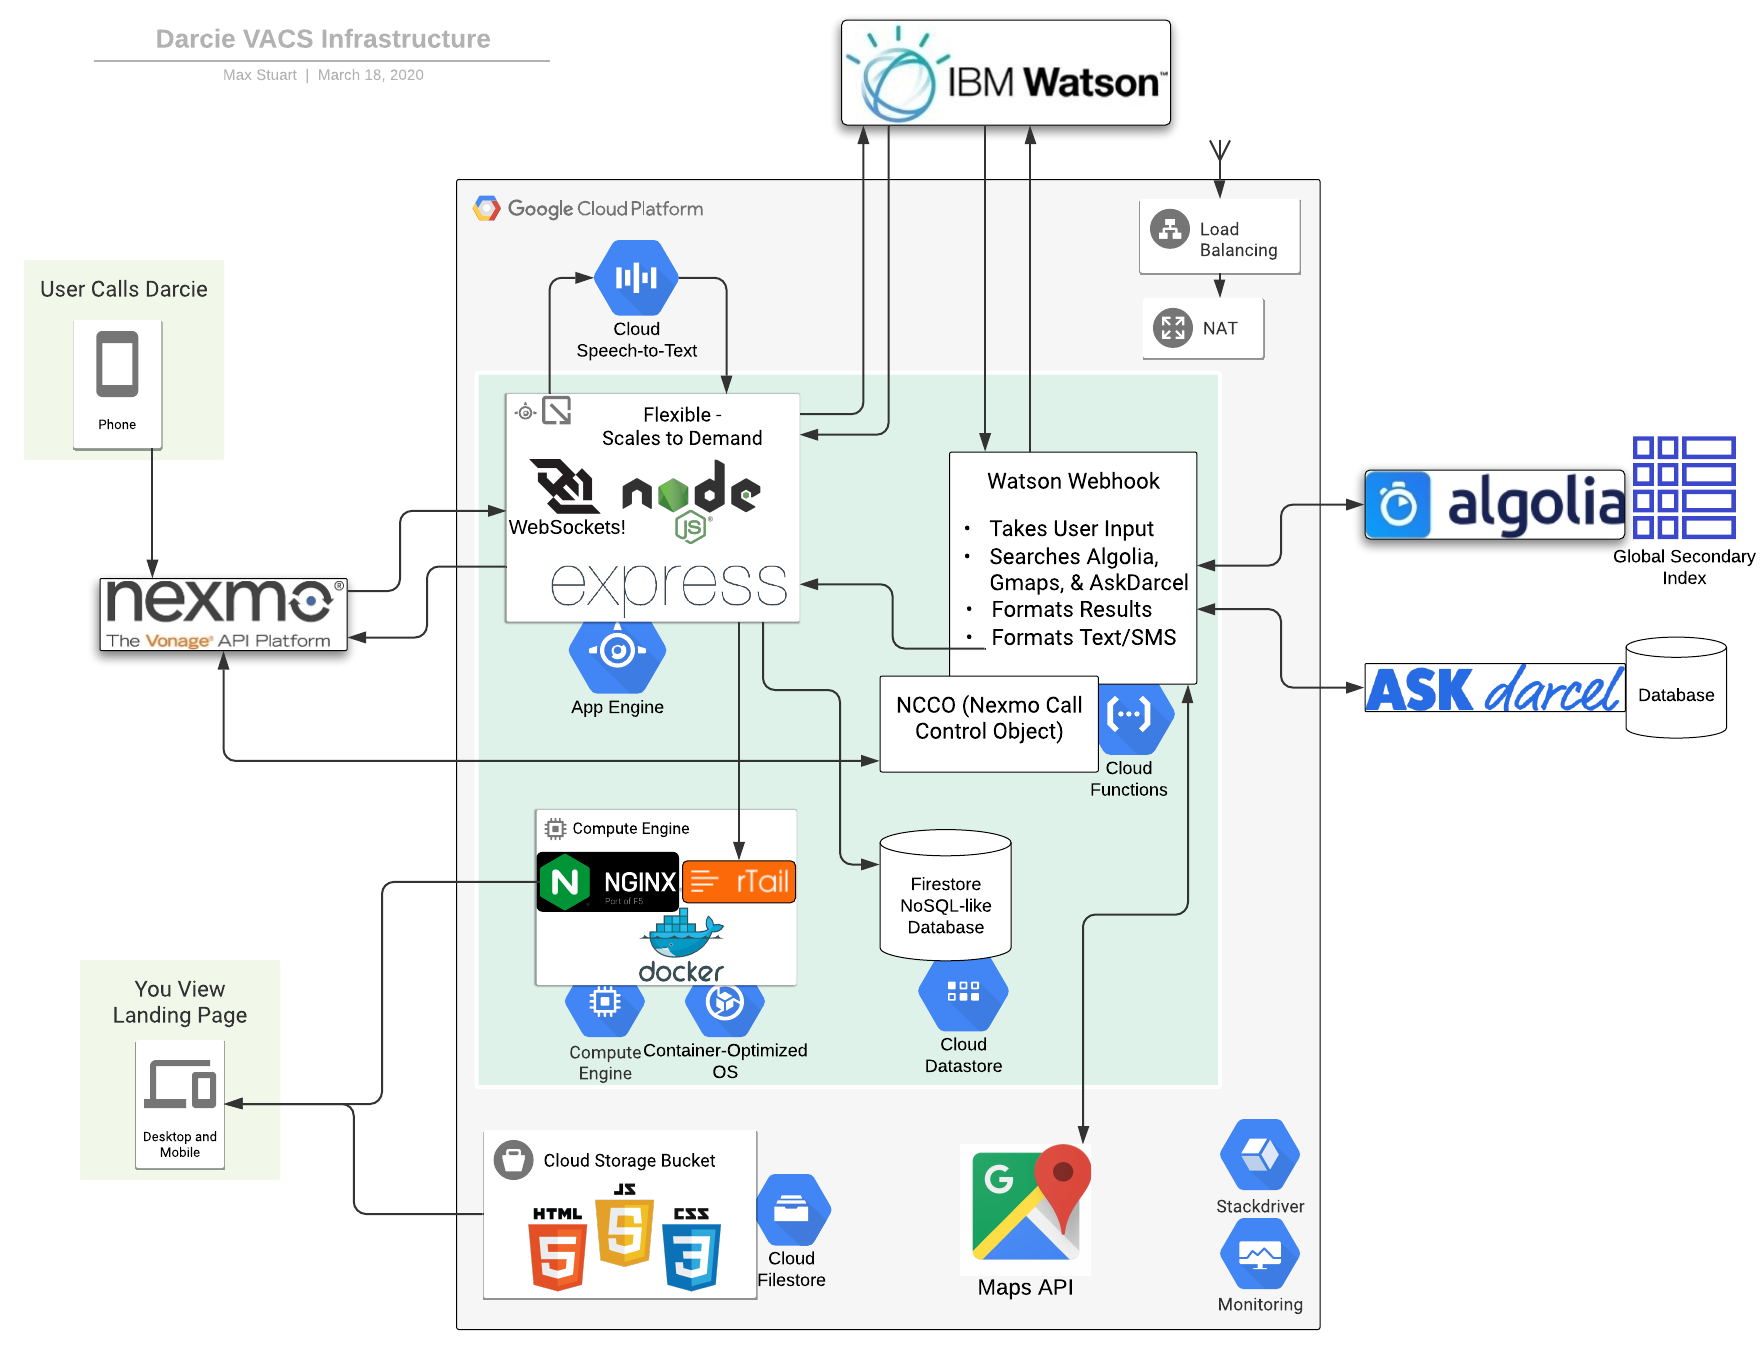 Darcie VACS Infrastructure
Max Stuart | March 18, 2020
IBM Watson™
Google Cloud Platform
Load
Balancing
NAT
Cloud
Speech-to-Text
User Calls Darcie
Phone
Flexible -
Scales to Demand
WebSockets!
node
JS®
express
App Engine
nexmo®
The Vonage® API Platform
Watson Webhook
• Takes User Input
• Searches Algolia,
Gmaps, & AskDarcel
• Formats Results
• Formats Text/SMS
NCCO (Nexmo Call
Control Object)
Cloud
Functions
algolia
Global Secondary
Index
ASK darcel
Database
Compute Engine
NGINX
Part of F5
rTail
docker
Compute
Engine
Container-Optimized
OS
Firestore
NoSQL-like
Database
Cloud
Datastore
You View
Landing Page
Desktop and
Mobile
Cloud Storage Bucket
HTML
5
JS
5
CSS
3
Cloud
Filestore
G
Maps API
Stackdriver
Monitoring